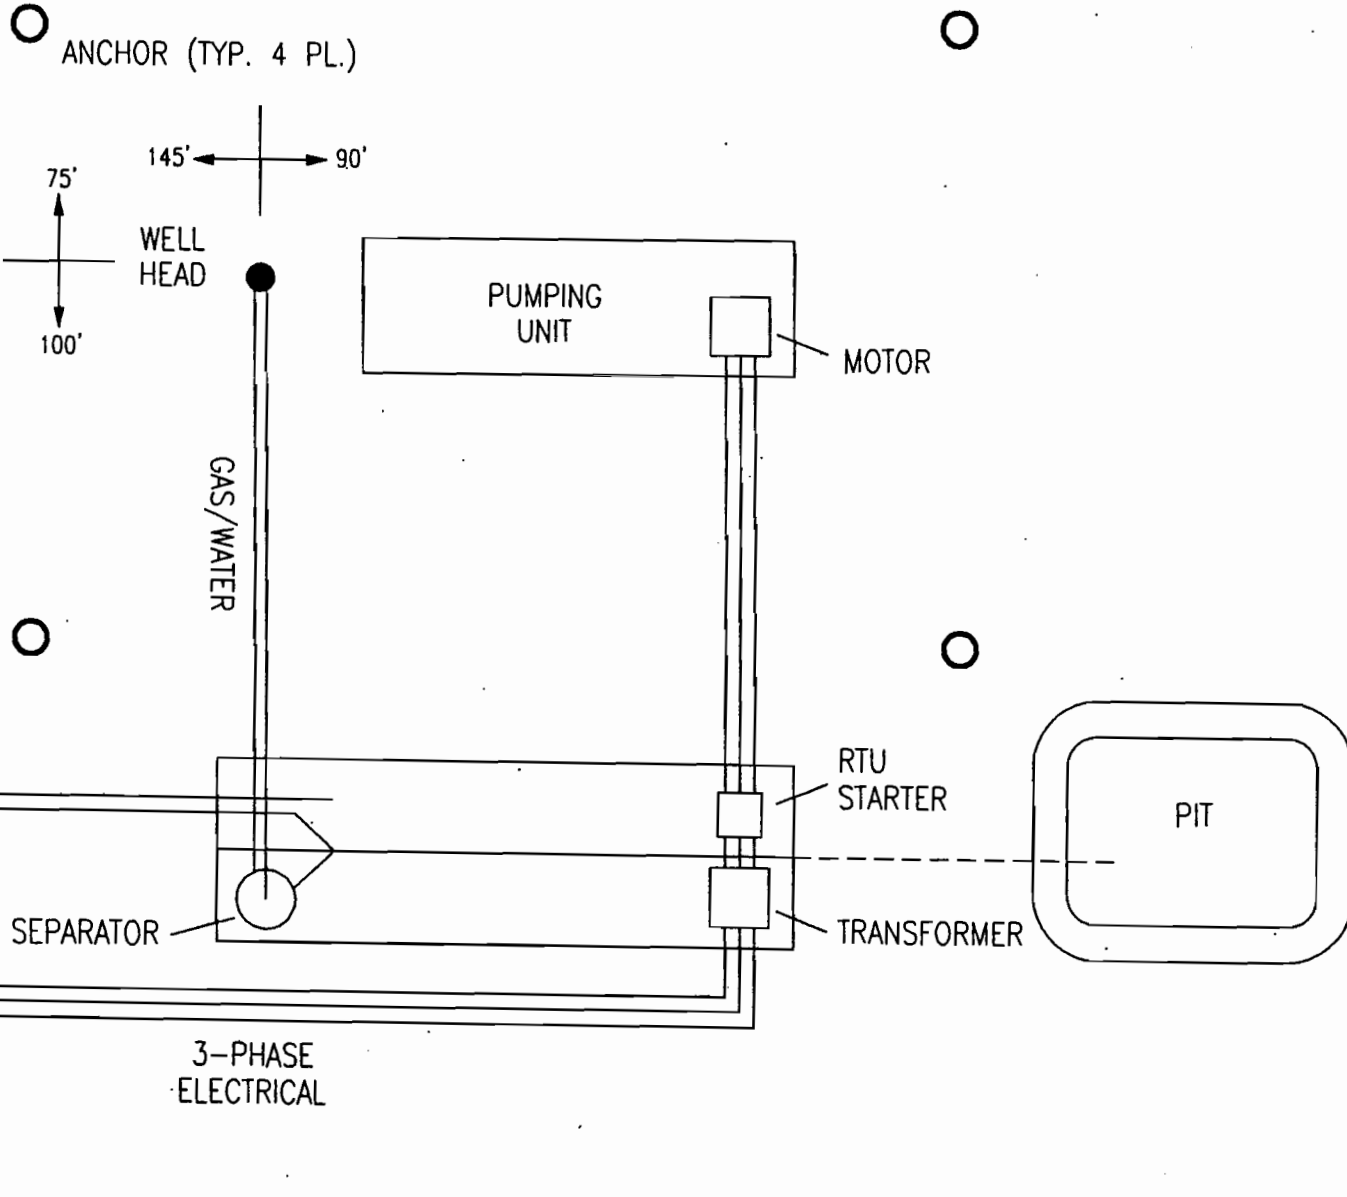 ANCHOR (TYP. 4 PL.)
145'
90'
75'
WELL
HEAD
100'
PUMPING
UNIT
MOTOR
GAS/WATER
RTU
STARTER
PIT
SEPARATOR
TRANSFORMER
3-PHASE
ELECTRICAL